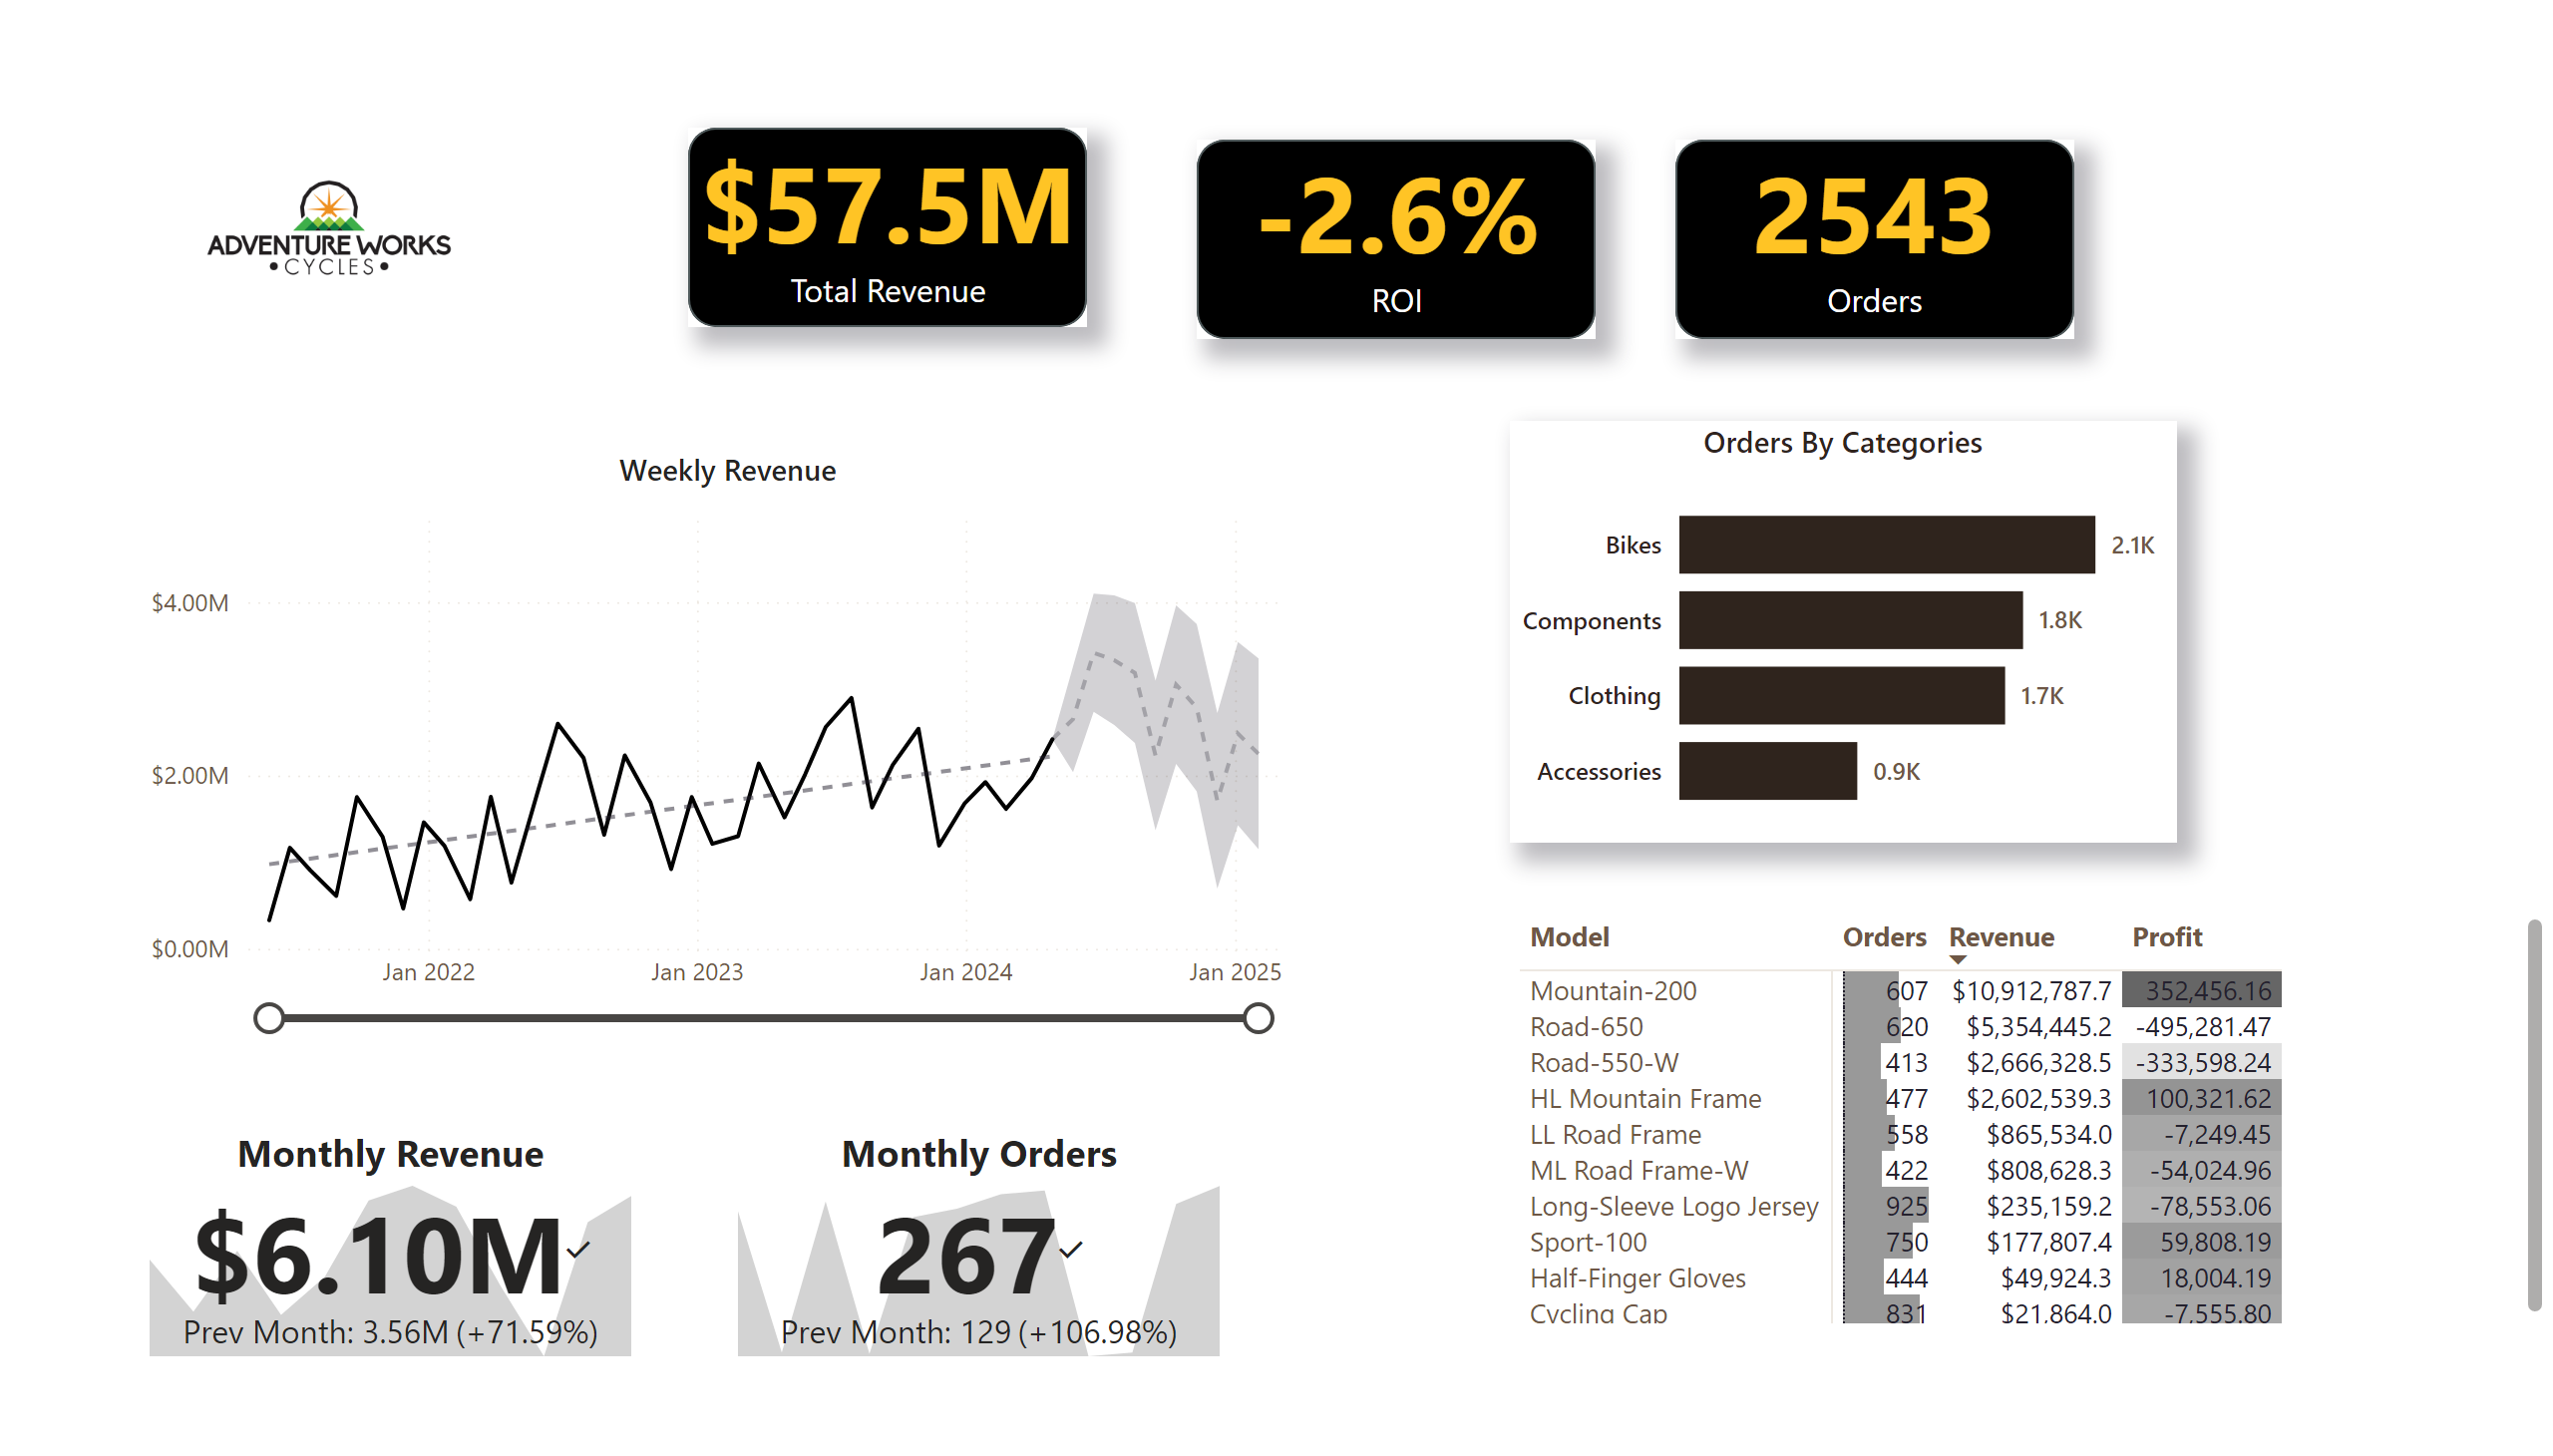 ADVENTURE WORKS
• CYCLES •
$57.5M
Total Revenue
-2.6%
ROI
2543
Orders
Weekly Revenue
$4.00M
$2.00M
$0.00M
Jan 2022 Jan 2023 Jan 2024 Jan 2025
Orders By Categories
Bikes 2.1K
Components 1.8K
Clothing 1.7K
Accessories 0.9K
Monthly Revenue
$6.10M✓
Prev Month: 3.56M (+71.59%)
Monthly Orders
267✓
Prev Month: 129 (+106.98%)
Model Orders Revenue Profit
Mountain-200 607 $10,912,787.7 352,456.16
Road-650 620 $5,354,445.2 -495,281.47
Road-550-W 413 $2,666,328.5 -333,598.24
HL Mountain Frame 477 $2,602,539.3 100,321.62
LL Road Frame 558 $865,534.0 -7,249.45
ML Road Frame-W 422 $808,628.3 -54,024.96
Long-Sleeve Logo Jersey 925 $235,159.2 -78,553.06
Sport-100 750 $177,807.4 59,808.19
Half-Finger Gloves 444 $49,924.3 18,004.19
Cycling Cap 831 $21,864.0 -7,555.80